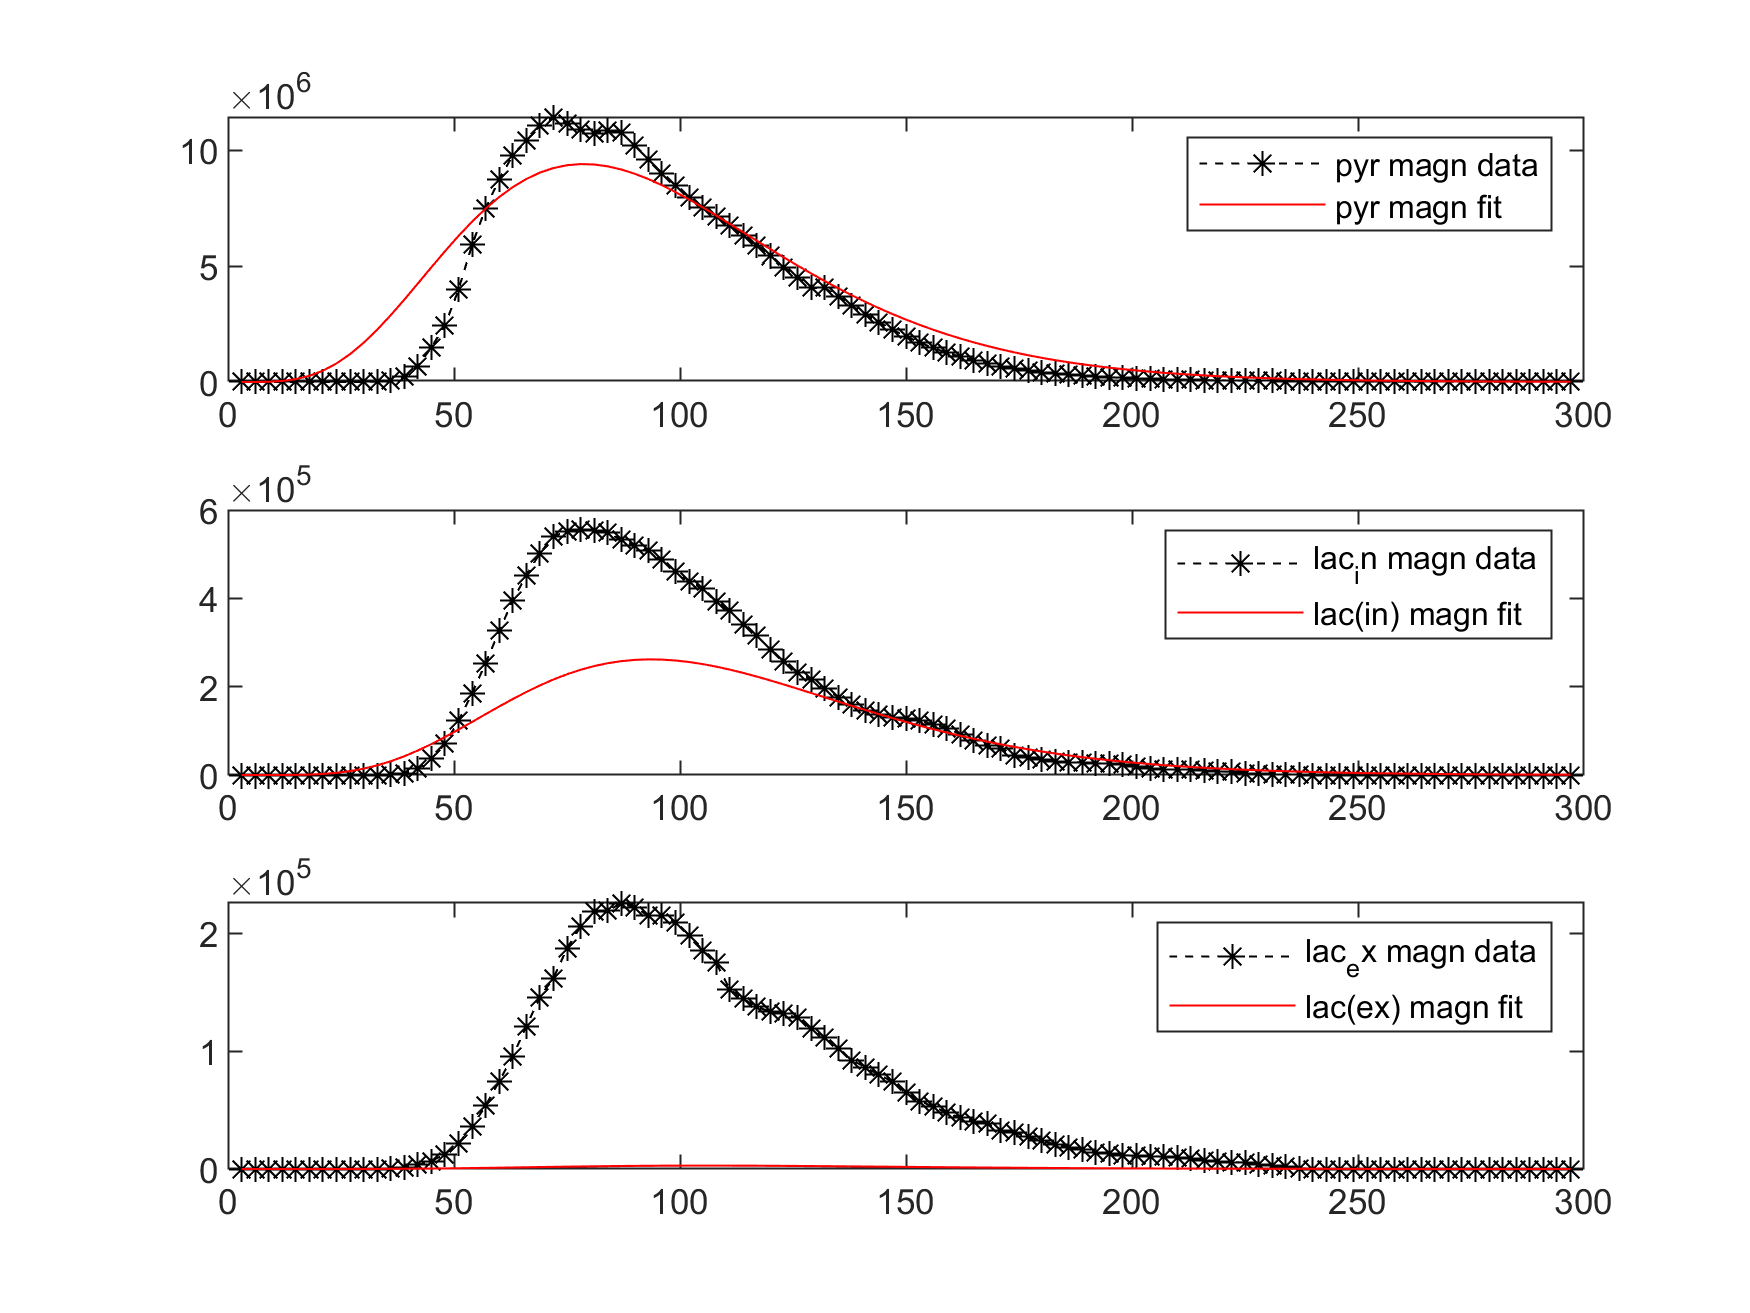 ×10^6
10
5
0
0 50 100 150 200 250 300
pyr magn data
pyr magn fit
×10^5
6
4
2
0
0 50 100 150 200 250 300
lac_in magn data
lac(in) magn fit
×10^5
2
1
0
0 50 100 150 200 250 300
lac_ex magn data
lac(ex) magn fit